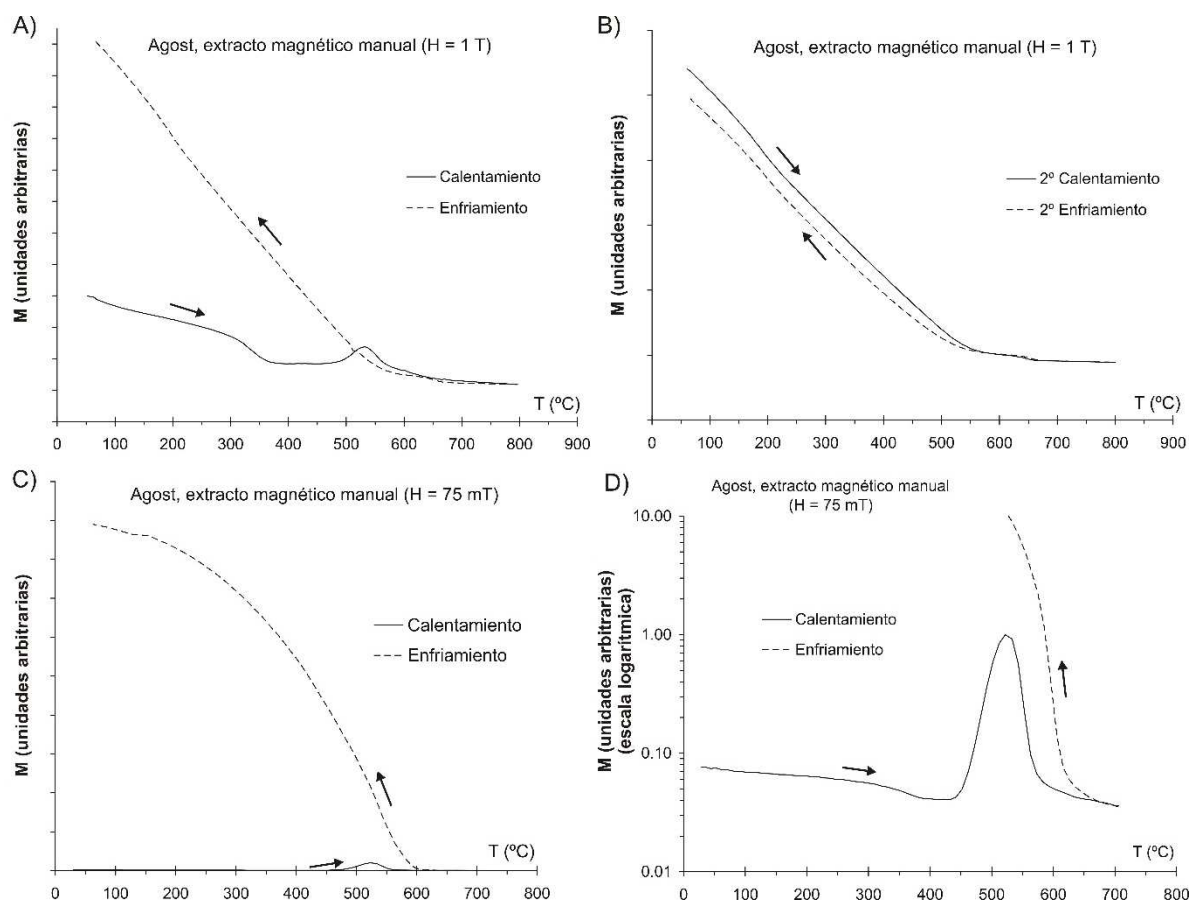 A)
Agost, extracto magnético manual (H = 1 T)
M (unidades arbitrarias)
Calentamiento
Enfriamiento
T (ºC)
0 100 200 300 400 500 600 700 800 900
B)
Agost, extracto magnético manual (H = 1 T)
M (unidades arbitrarias)
2º Calentamiento
2º Enfriamiento
T (ºC)
0 100 200 300 400 500 600 700 800 900
C)
Agost, extracto magnético manual (H = 75 mT)
M (unidades arbitrarias)
Calentamiento
Enfriamiento
T (ºC)
0 100 200 300 400 500 600 700 800
D)
Agost, extracto magnético manual
(H = 75 mT)
M (unidades arbitrarias)
(escala logarítmica)
10.00
1.00
0.10
0.01
Calentamiento
Enfriamiento
T (ºC)
0 100 200 300 400 500 600 700 800